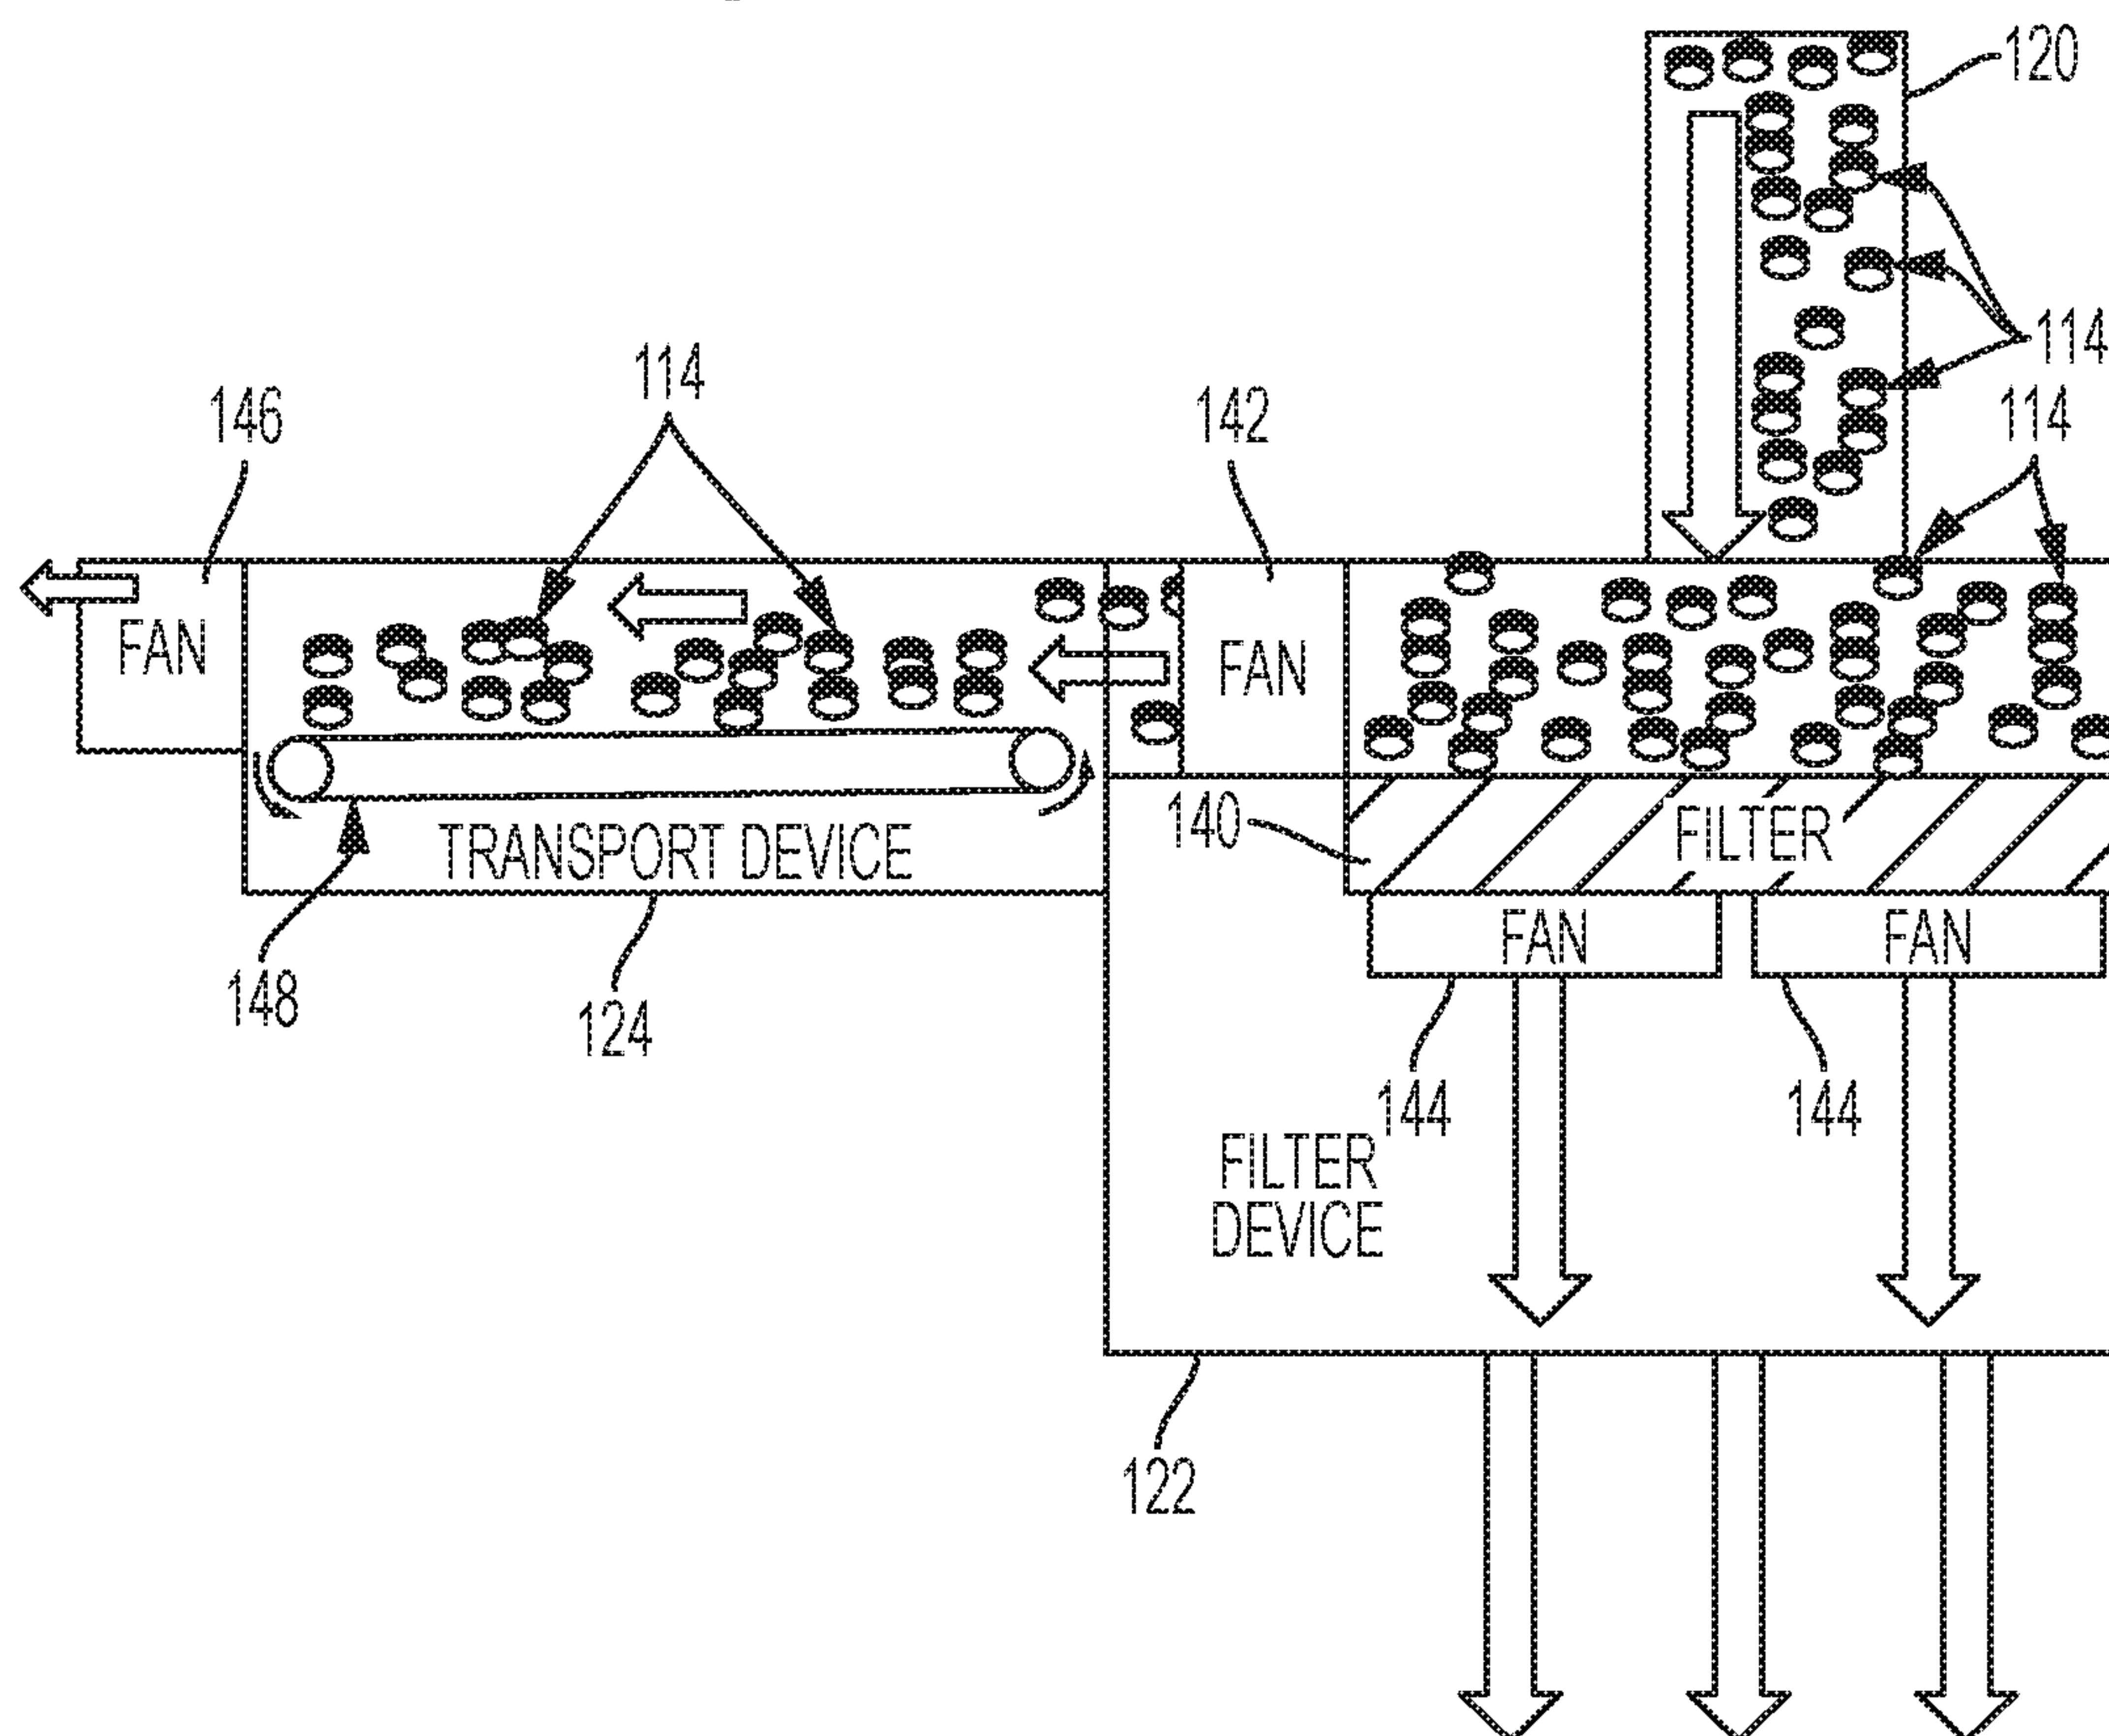 120
114
114
114
146
142
FAN
FAN
140
FILTER
TRANSPORT DEVICE
FAN
FAN
148
124
144
144
FILTER
DEVICE
122